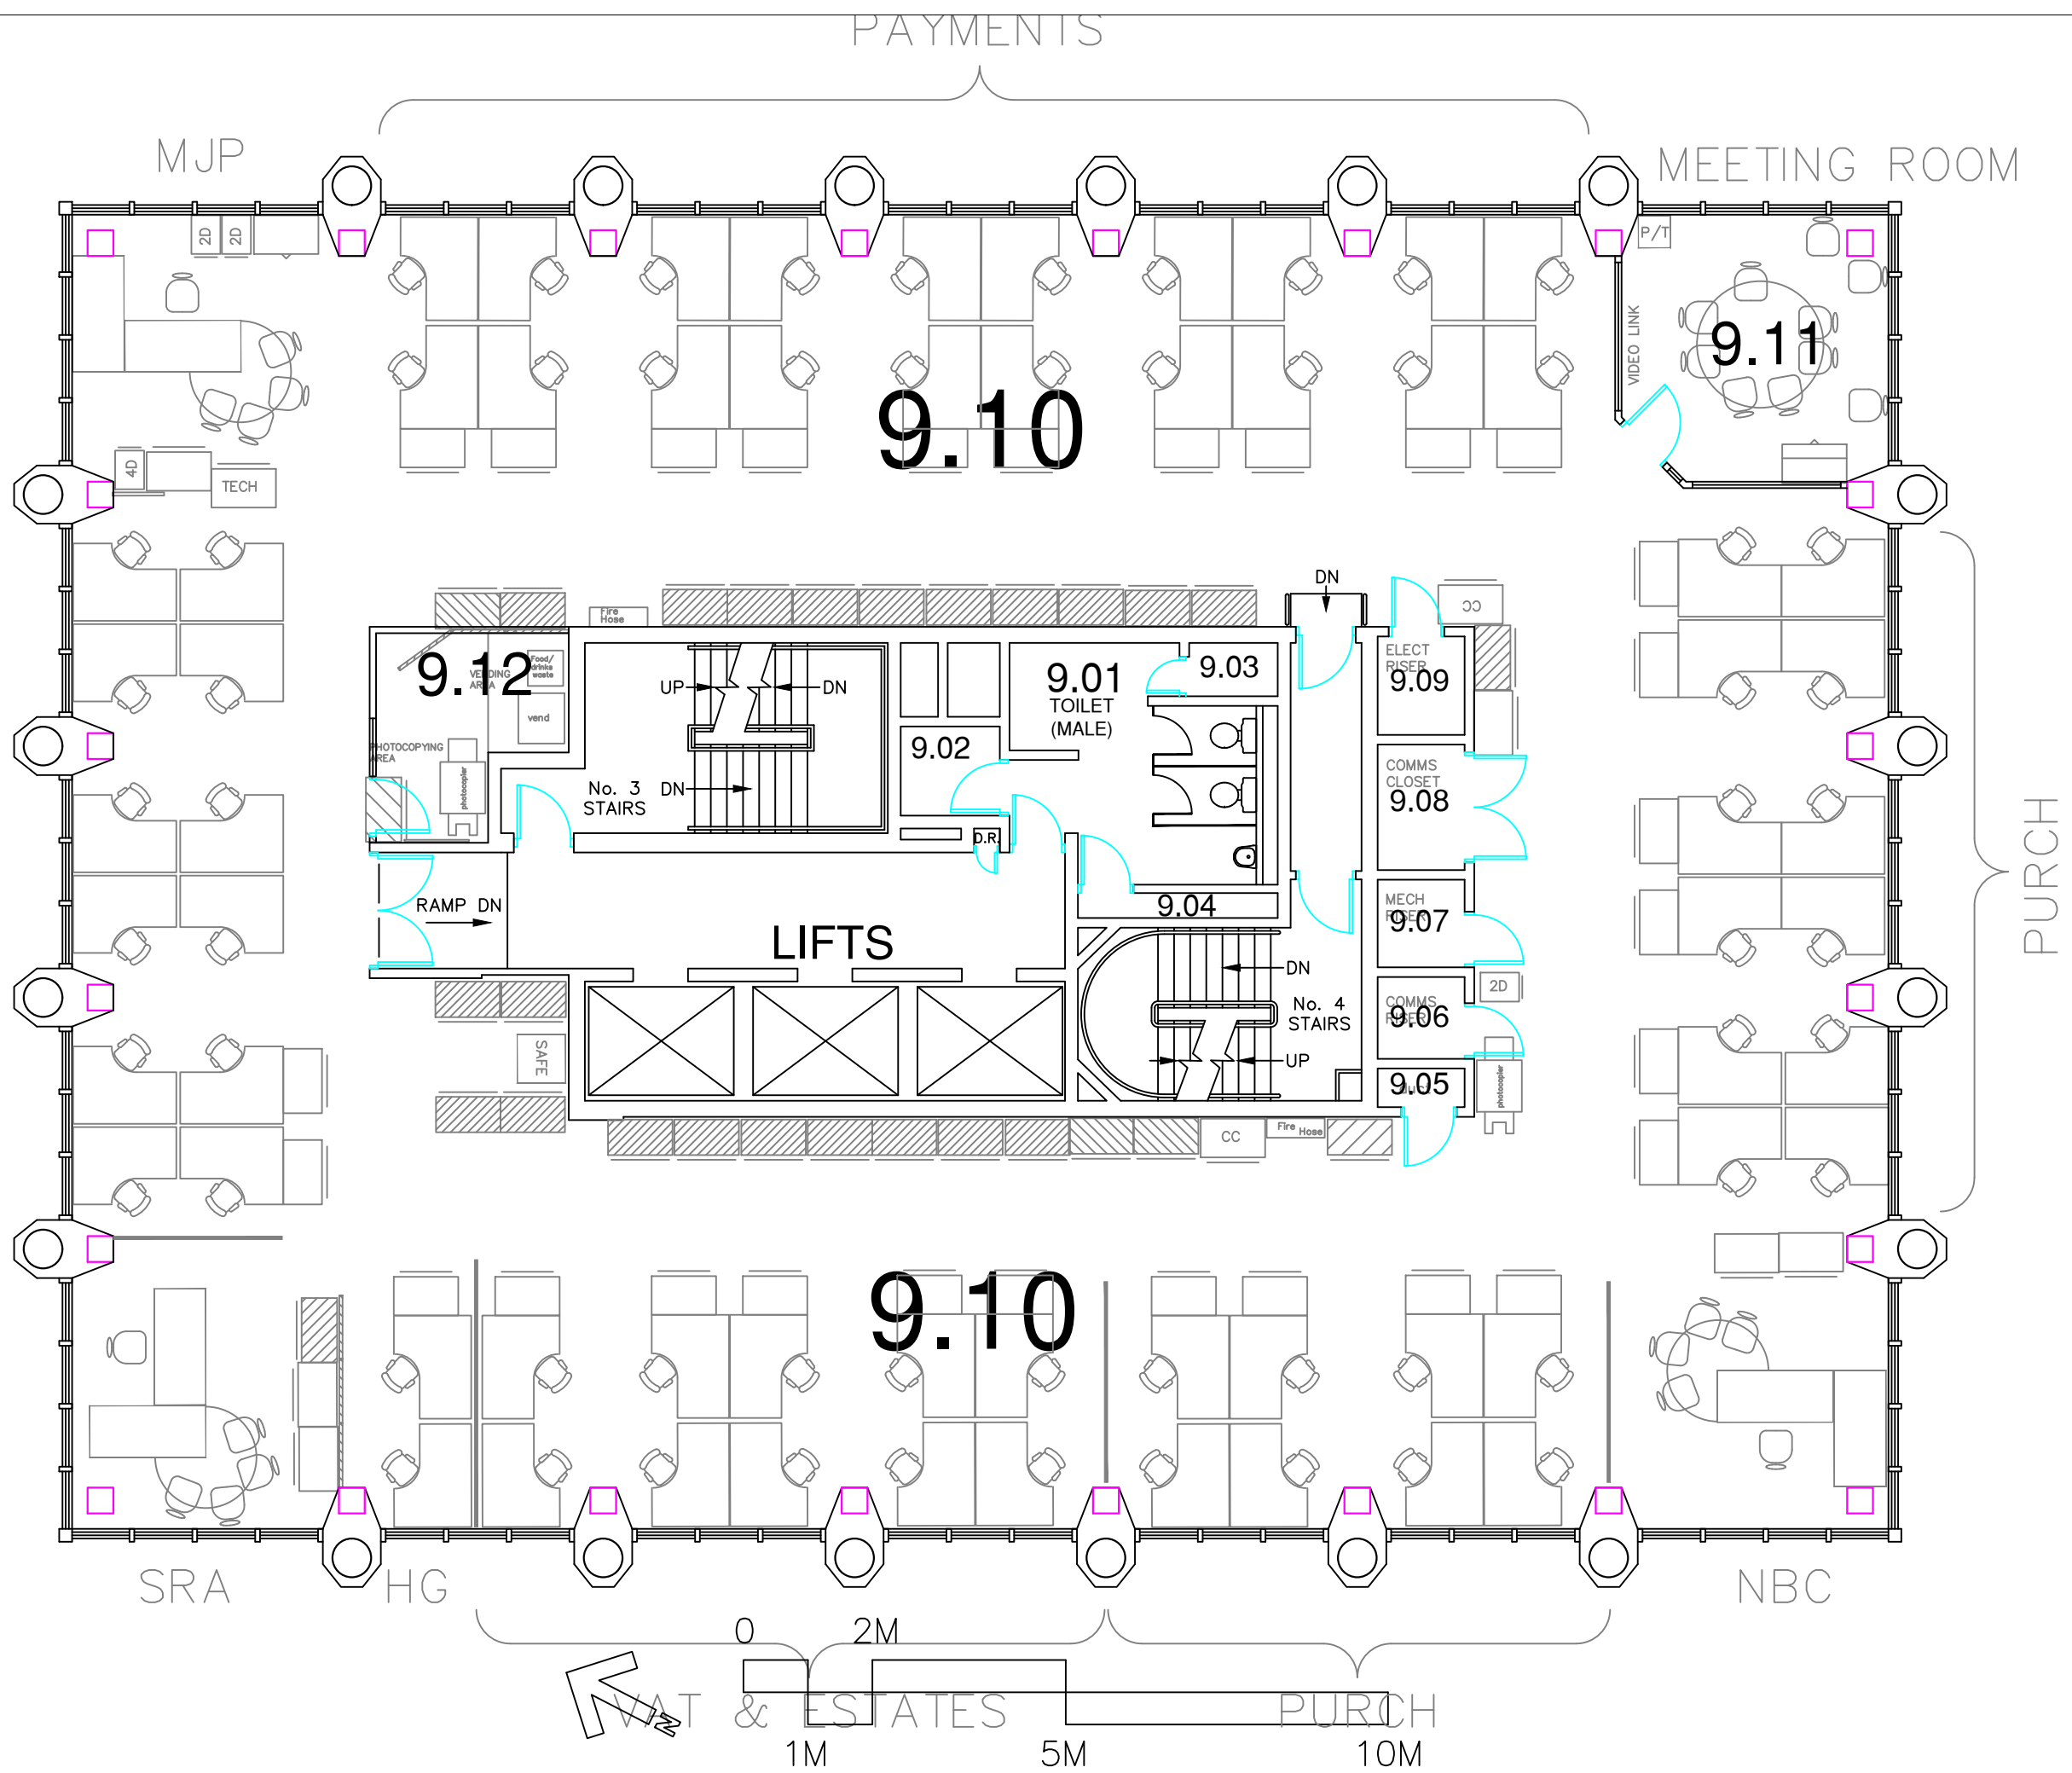 PAYMENTS
MJP
MEETING ROOM
2D
2D
P/T
VIDEO LINK
9.11
9.10
4D
TECH
DN
Fire
Hose
CC
9.12
VENDING
AREA
Food/
drinks
waste
vend
PHOTOCOPYING
AREA
photocopier
UP
DN
No. 3
STAIRS
DN
9.01
TOILET
(MALE)
9.02
9.03
ELECT
RISER
9.09
COMMS
CLOSET
9.08
D.R.
RAMP DN
LIFTS
9.04
MECH
RISER
9.07
PURCH
DN
No. 4
STAIRS
UP
COMMS
RISER
9.06
2D
9.05
photocopier
SAFE
CC
Fire
Hose
9.10
SRA
HG
NBC
0
2M
VAT & ESTATES
PURCH
N
1M
5M
10M